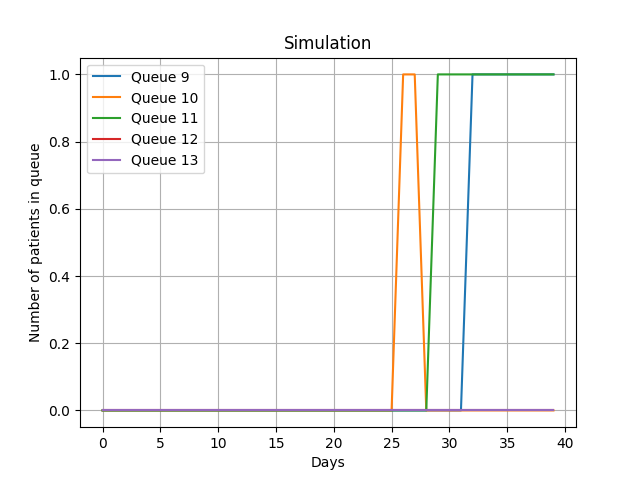 Simulation
Number of patients in queue
1.0
0.8
0.6
0.4
0.2
0.0
Queue 9
Queue 10
Queue 11
Queue 12
Queue 13
0 5 10 15 20 25 30 35 40
Days